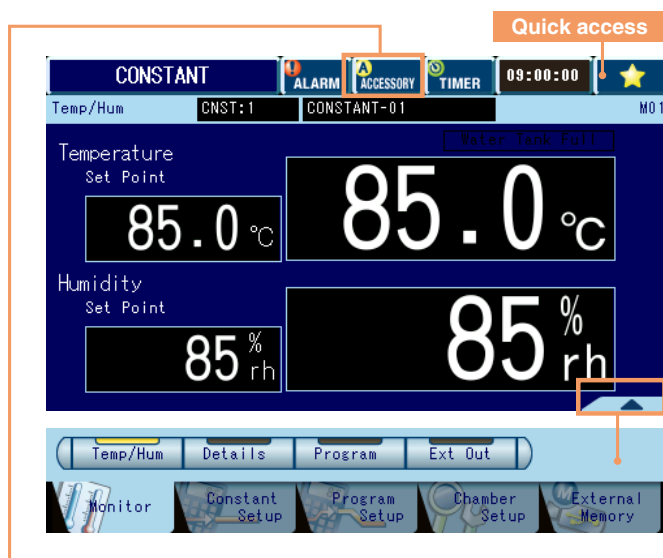 Quick access
CONSTANT ALARM A ACCESSORY TIMER 09:00:00
Temp/Hum CNST:1 CONSTANT-01 M01
Water Tank Full
Temperature
Set Point
85.0 °C 85.0 °C
Humidity
Set Point
85 % rh 85 % rh
Temp/Hum Details Program Ext Out
Monitor Constant Setup Program Setup Chamber Setup External Memory